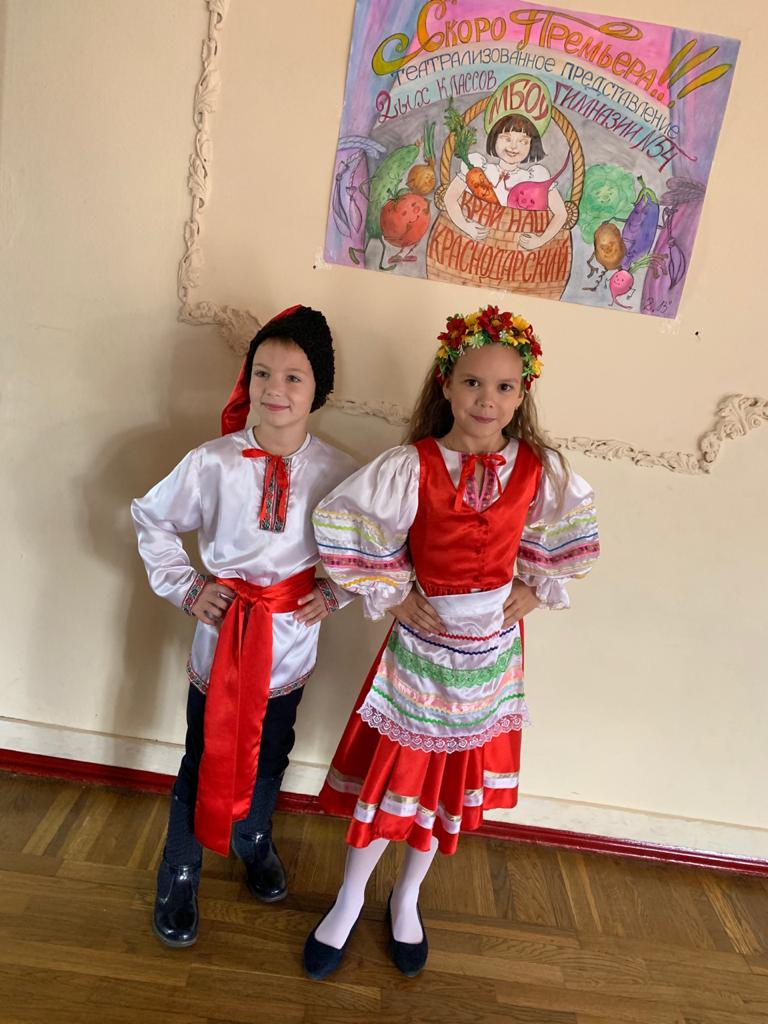 Скоро Премьера!!!
театрализованное представление
2ых классов
МБОУ
гимназии №54
Край наш
Краснодарский